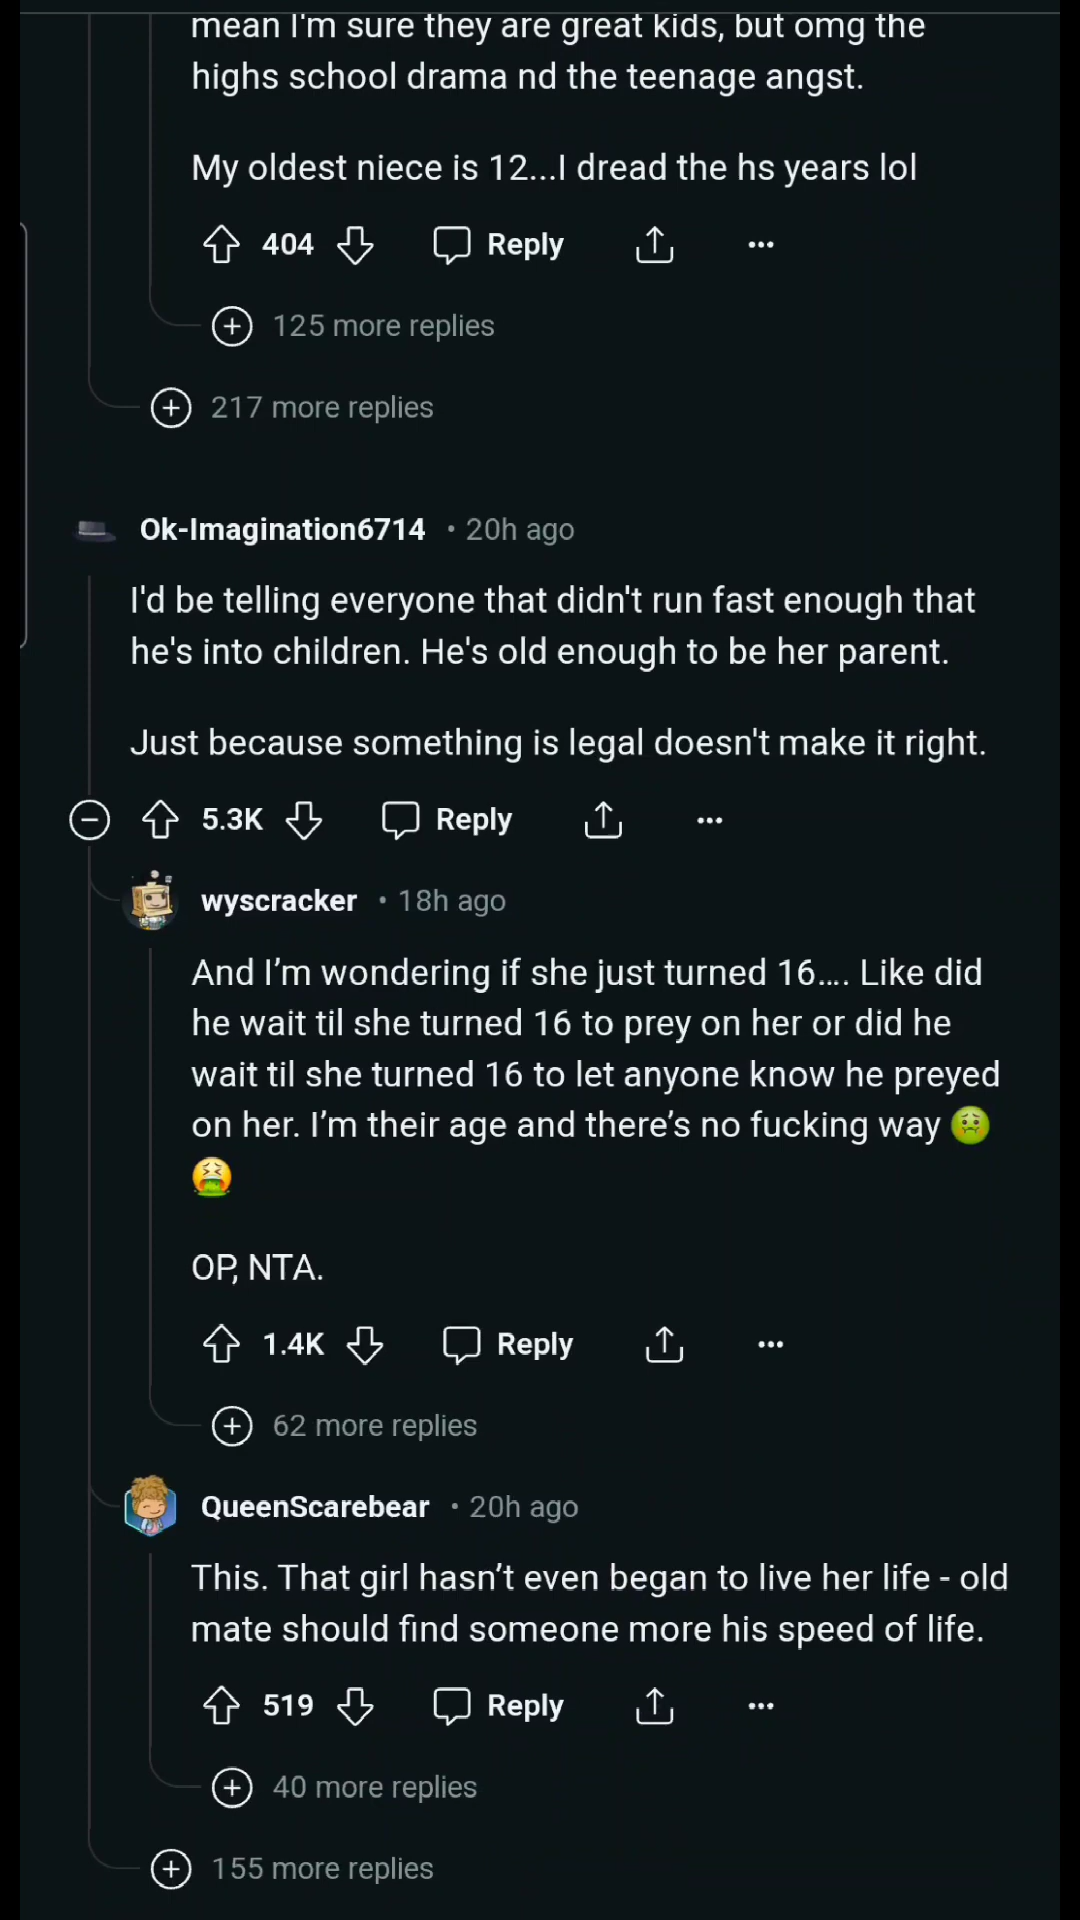 mean I'm sure they are great kids, but omg the
highs school drama nd the teenage angst.
My oldest niece is 12...I dread the hs years lol
404 Reply
125 more replies
217 more replies
Ok-Imagination6714 • 20h ago
I'd be telling everyone that didn't run fast enough that
he's into children. He's old enough to be her parent.
Just because something is legal doesn't make it right.
5.3K Reply
wyscracker • 18h ago
And I’m wondering if she just turned 16…. Like did
he wait til she turned 16 to prey on her or did he
wait til she turned 16 to let anyone know he preyed
on her. I’m their age and there’s no fucking way 🤢
🤮
OP, NTA.
1.4K Reply
62 more replies
QueenScarebear • 20h ago
This. That girl hasn’t even began to live her life - old
mate should find someone more his speed of life.
519 Reply
40 more replies
155 more replies